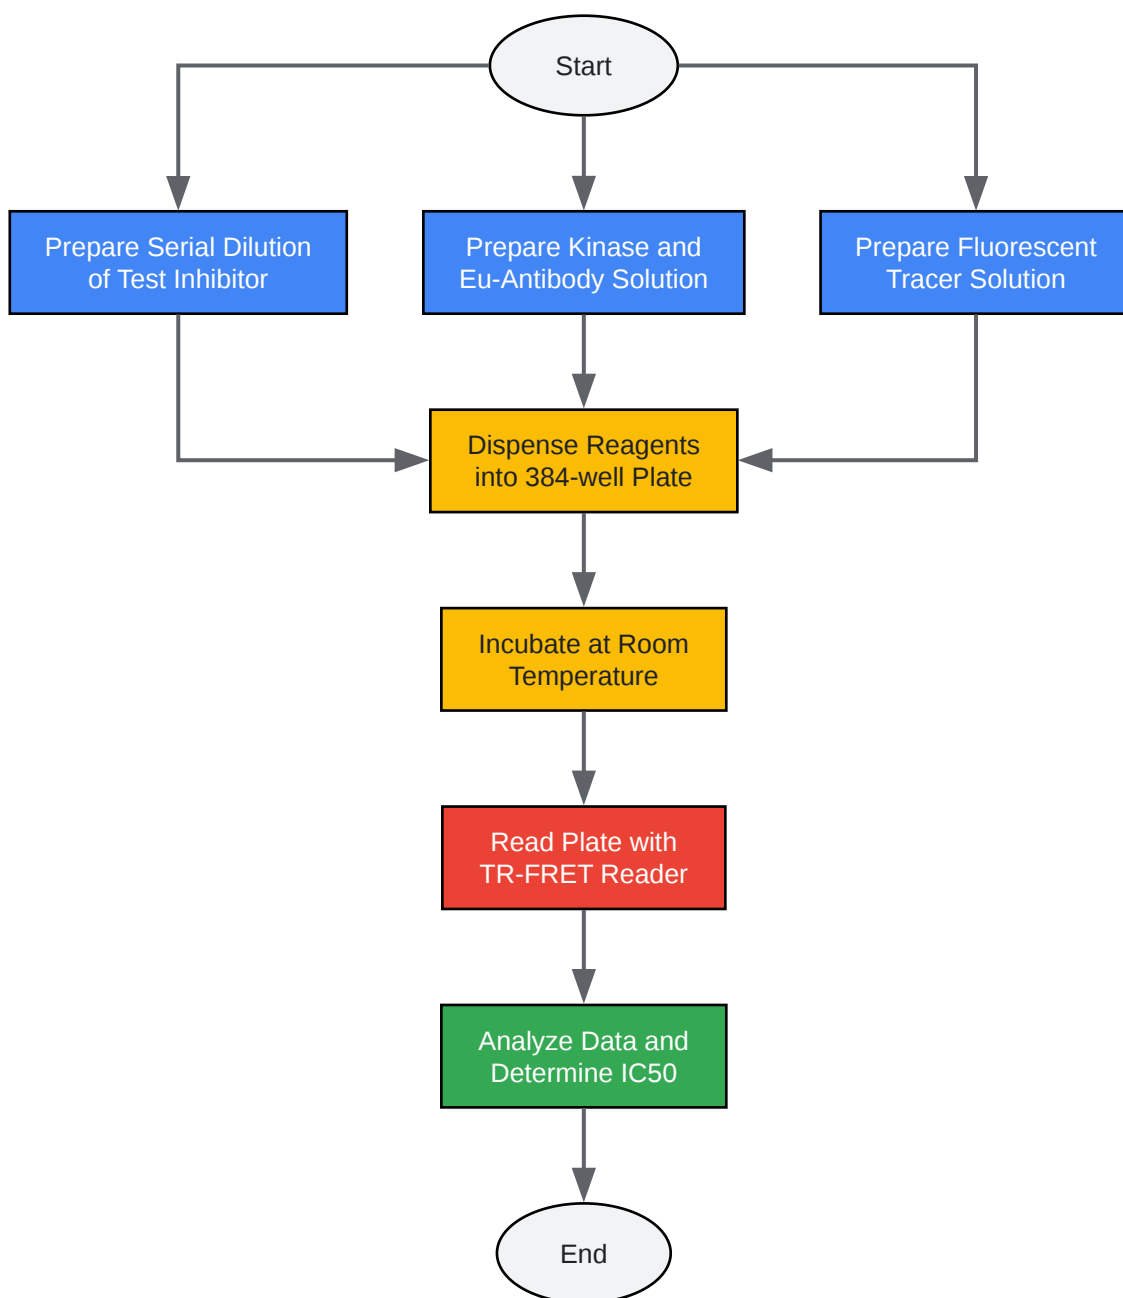 Start
Prepare Serial Dilution
of Test Inhibitor
Prepare Kinase and
Eu-Antibody Solution
Prepare Fluorescent
Tracer Solution
Dispense Reagents
into 384-well Plate
Incubate at Room
Temperature
Read Plate with
TR-FRET Reader
Analyze Data and
Determine IC50
End